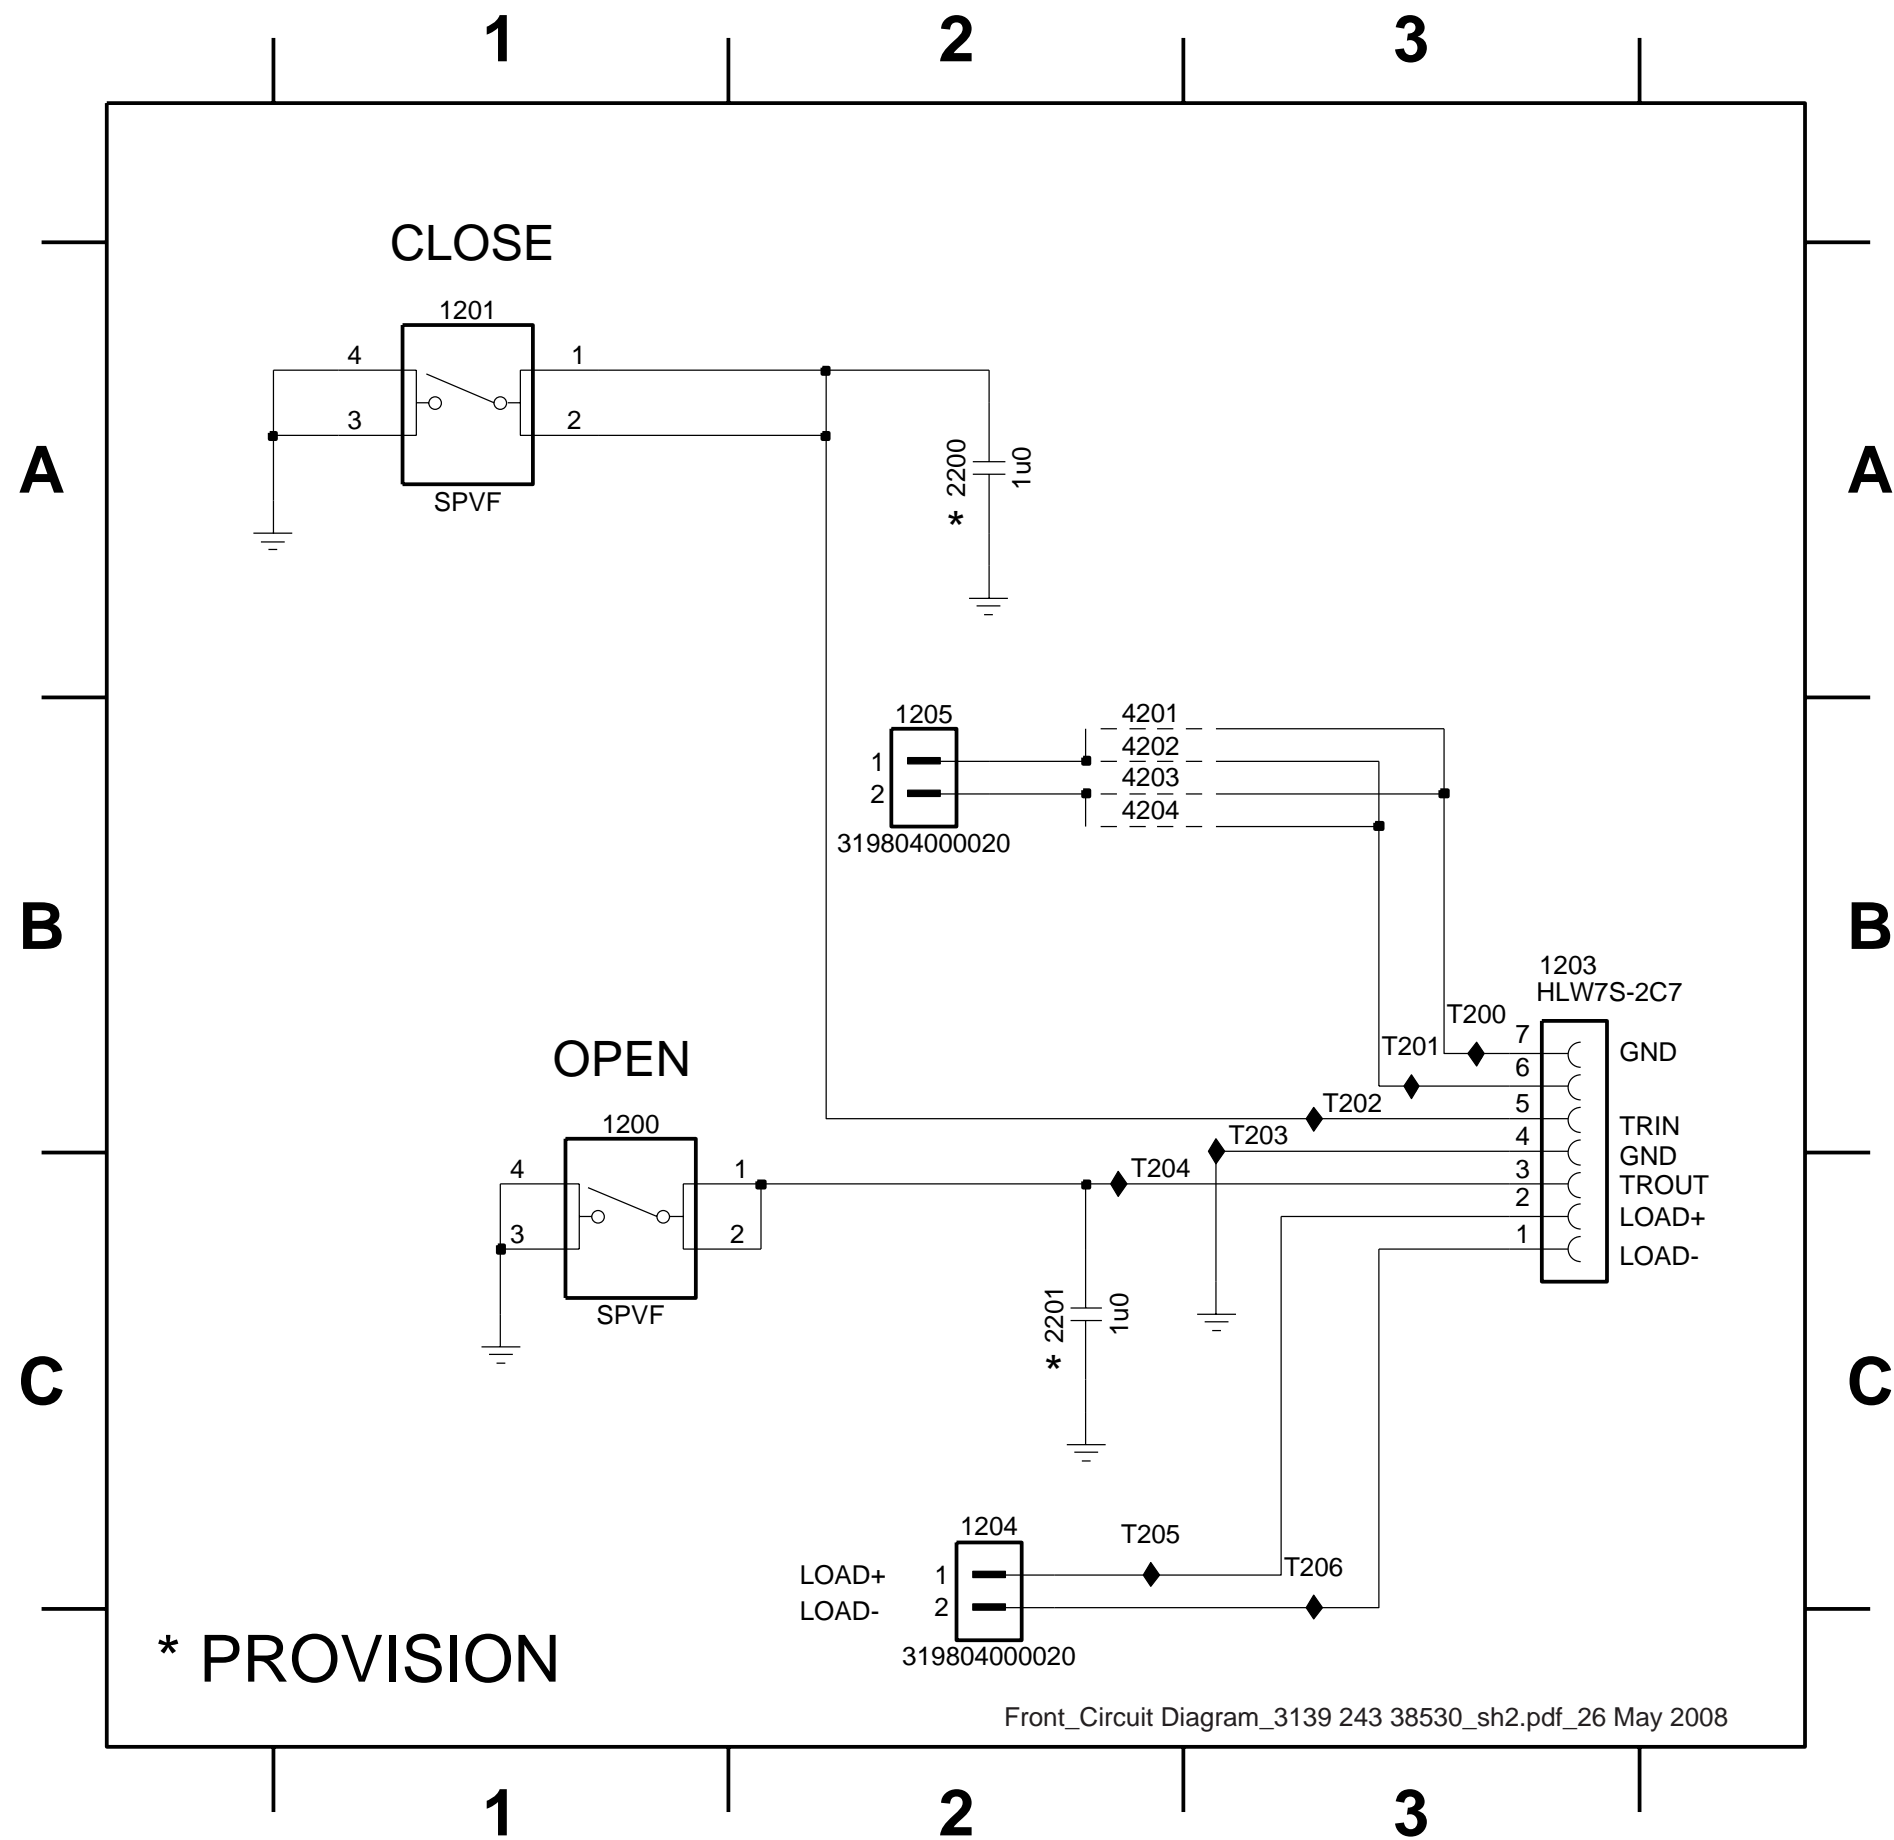 1 2 3
CLOSE
1201
4 1
3 2
SPVF
A A
* 2200 1u0
1205
4201
4202
1
4203
2
4204
319804000020
B B
1203
HLW7S-2C7
T200
7 GND
T201
6
OPEN
T202 5 TRIN
1200
T203 4 GND
4 1 T204 3 TROUT
2 LOAD+
3 2 1 LOAD-
SPVF
* 2201 1u0
C C
1204
T205
T206
LOAD+ 1
LOAD- 2
319804000020
* PROVISION
Front_Circuit Diagram_3139 243 38530_sh2.pdf_26 May 2008
1 2 3